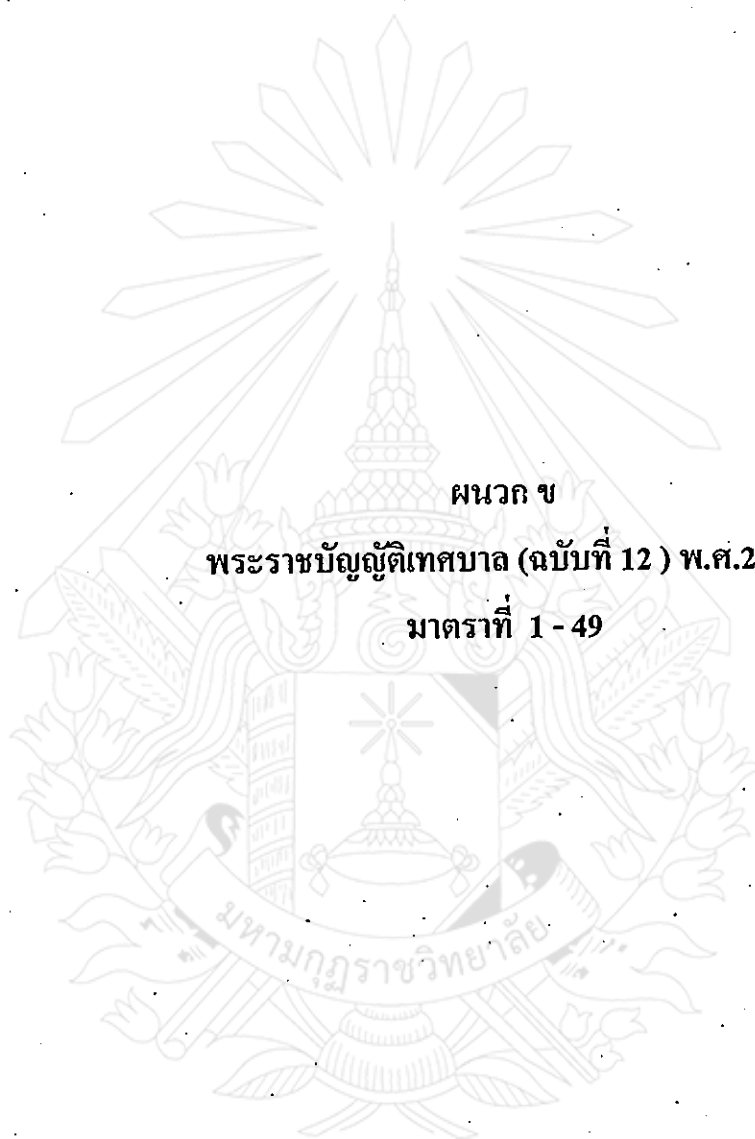 ผนวก ข
พระราชบัญญัติเทศบาล (ฉบับที่ 12 ) พ.ศ.2
มาตราที่ 1 - 49
มหามกุฏราชวิทยาลัย